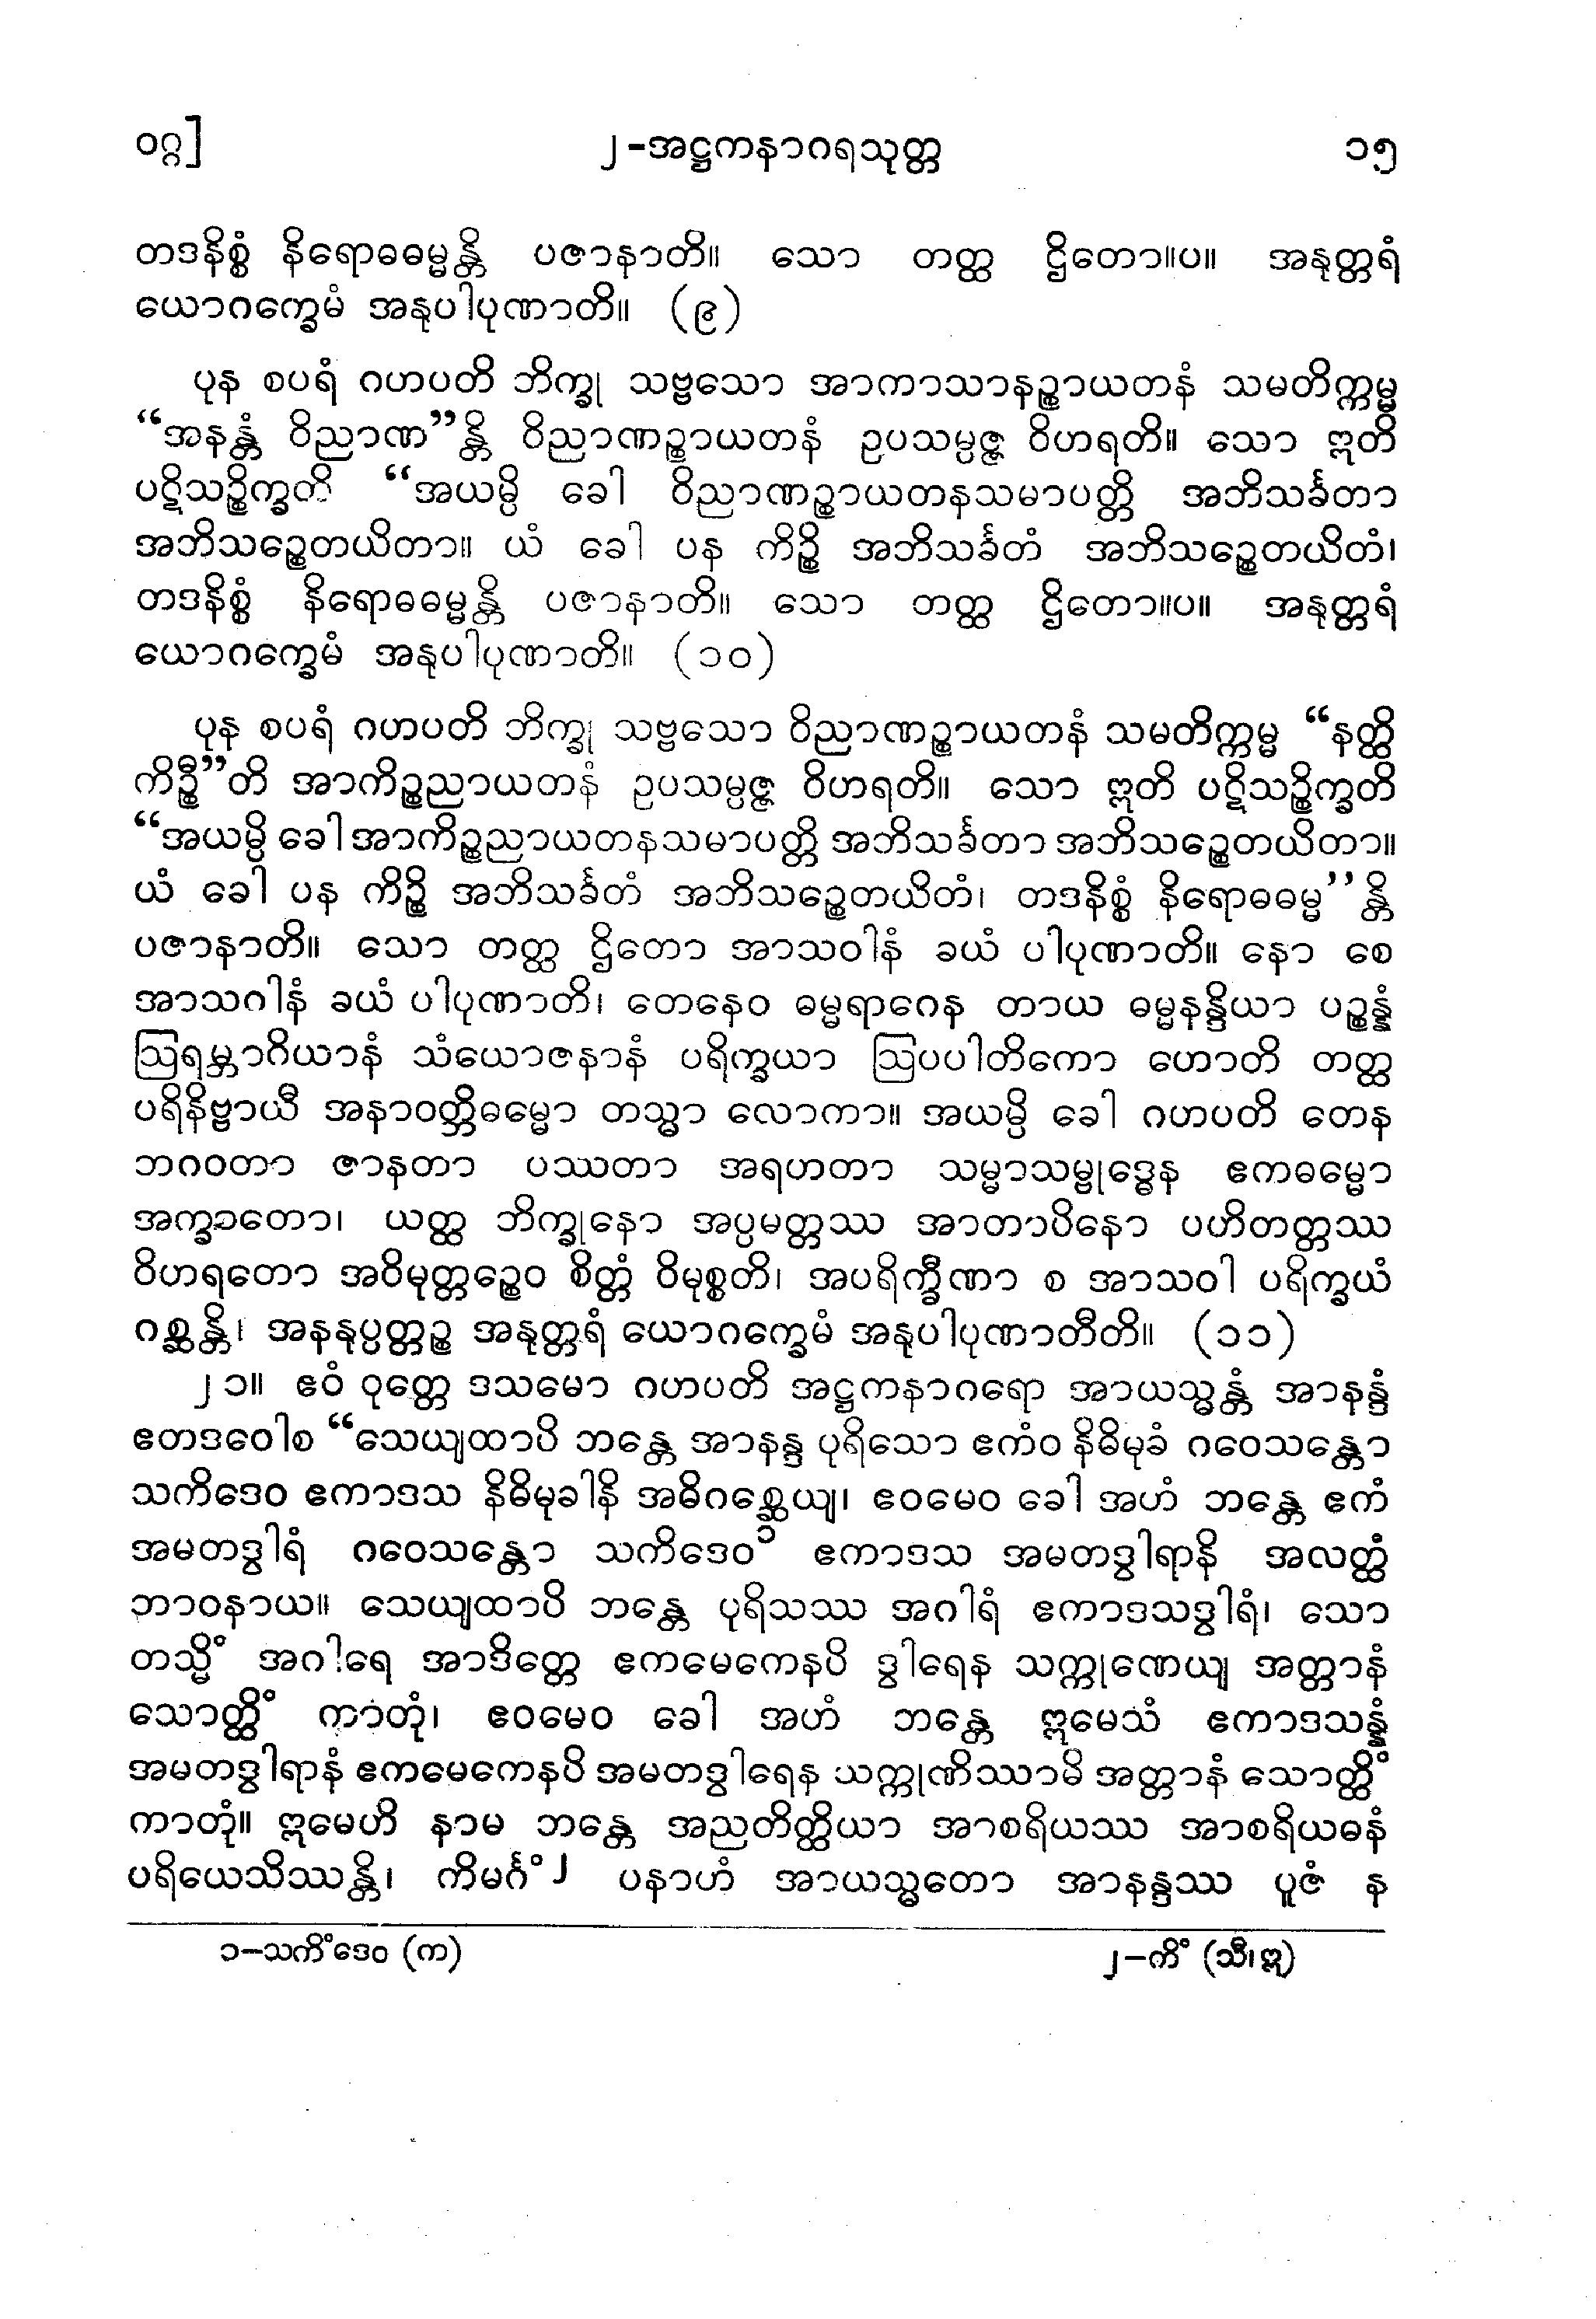 ဝဂ္ဂ] ၂-အဋ္ဌကနာဂရသုတ္တ ၁၅
တဒနိစ္စံ နိရောဓဓမ္မန္တိ ပဇာနာတိ။ သော တတ္ထ ဌိတော။ပ။ အနုတ္တရံ
ယောဂက္ခေမံ အနုပါပုဏာတိ။ (၉)
ပုန စပရံ ဂဟပတိ ဘိက္ခု သဗ္ဗသော အာကာသာနဉ္စာယတနံ သမတိက္ကမ္မ
“အနန္တံ ဝိညာဏ”န္တိ ဝိညာဏဉ္စာယတနံ ဥပသမ္ပဇ္ဇ ဝိဟရတိ။ သော ဣတိ
ပဋိသဉ္စိက္ခတိ “အယမ္ပိ ခေါ ဝိညာဏဉ္စာယတနသမာပတ္တိ အဘိသင်္ခတာ
အဘိသဉ္စေတယိတာ။ ယံ ခေါ ပန ကိဉ္စိ အဘိသင်္ခတံ အဘိသဉ္စေတယိတံ၊
တဒနိစ္စံ နိရောဓဓမ္မန္တိ ပဇာနာတိ။ သော တတ္ထ ဌိတော။ပ။ အနုတ္တရံ
ယောဂက္ခေမံ အနုပါပုဏာတိ။ (၁၀)
ပုန စပရံ ဂဟပတိ ဘိက္ခု သဗ္ဗသော ဝိညာဏဉ္စာယတနံ သမတိက္ကမ္မ “နတ္ထိ
ကိဉ္စီ”တိ အာကိဉ္စညာယတနံ ဥပသမ္ပဇ္ဇ ဝိဟရတိ။ သော ဣတိ ပဋိသဉ္စိက္ခတိ
“အယမ္ပိ ခေါ အာကိဉ္စညာယတနသမာပတ္တိ အဘိသင်္ခတာ အဘိသဉ္စေတယိတာ။
ယံ ခေါ ပန ကိဉ္စိ အဘိသင်္ခတံ အဘိသဉ္စေတယိတံ၊ တဒနိစ္စံ နိရောဓဓမ္မ’’န္တိ
ပဇာနာတိ။ သော တတ္ထ ဌိတော အာသဝါနံ ခယံ ပါပုဏာတိ။ နော စေ
အာသဂါနံ ခယံ ပါပုဏာတိ၊ တေနေဝ ဓမ္မရာဂေန တာယ ဓမ္မနန္ဒိယာ ပဉ္စန္နံ
ဩရမ္ဘာဂိယာနံ သံယောဇနာနံ ပရိက္ခယာ ဩပပါတိကော ဟောတိ တတ္ထ
ပရိနိဗ္ဗာယီ အနာဝတ္တိဓမ္မော တသ္မာ လောကာ။ အယမ္ပိ ခေါ ဂဟပတိ တေန
ဘဂဝတာ ဇာနတာ ပဿတာ အရဟတာ သမ္မာသမ္ဗုဒ္ဓေန ဧကဓမ္မော
အက္ခာတော၊ ယတ္ထ ဘိက္ခုနော အပ္ပမတ္တဿ အာတာပိနော ပဟိတတ္တဿ
ဝိဟရတော အဝိမုတ္တဉ္စေဝ စိတ္တံ ဝိမုစ္စတိ၊ အပရိက္ခီဏာ စ အာသဝါ ပရိက္ခယံ
ဂစ္ဆန္တိ၊ အနနုပ္ပတ္တဉ္စ အနုတ္တရံ ယောဂက္ခေမံ အနုပါပုဏာတီတိ။ (၁၁)
၂၁။ ဧဝံ ဝုတ္တေ ဒသမော ဂဟပတိ အဋ္ဌကနာဂရော အာယသ္မန္တံ အာနန္ဒံ
ဧတဒဝေါစ “သေယျထာပိ ဘန္တေ အာနန္ဒ ပုရိသော ဧကံဝ နိဓိမုခံ ဂဝေသန္တော
သကိဒေဝ ဧကာဒသ နိဓိမုခါနိ အဓိဂစ္ဆေယျ၊ ဧဝမေဝ ခေါ အဟံ ဘန္တေ ဧကံ
အမတဒွါရံ ဂဝေသန္တော သကိဒေဝ၁ ဧကာဒသ အမတဒွါရာနိ အလတ္ထံ
ဘာဝနာယ။ သေယျထာပိ ဘန္တေ ပုရိသဿ အဂါရံ ဧကာဒသဒွါရံ၊ သော
တသ္မိံ အဂါရေ အာဒိတ္တေ ဧကမေကေနပိ ဒွါရေန သက္ကုဏေယျ အတ္တာနံ
သောတ္ထိံ ကာတုံ၊ ဧဝမေဝ ခေါ အဟံ ဘန္တေ ဣမေသံ ဧကာဒသန္နံ
အမတဒွါရာနံ ဧကမေကေနပိ အမတဒွါရေန သက္ကုဏိဿာမိ အတ္တာနံ သောတ္ထိံ
ကာတုံ။ ဣမေဟိ နာမ ဘန္တေ အညတိတ္ထိယာ အာစရိယဿ အာစရိယဓနံ
ပရိယေသိဿန္တိ၊ ကိမင်္ဂံ၂ ပနာဟံ အာယသ္မတော အာနန္ဒဿ ပူဇံ န
၁–သကိံဒေဝ (က) ၂–ကိံ (သီ၊ ဣ)